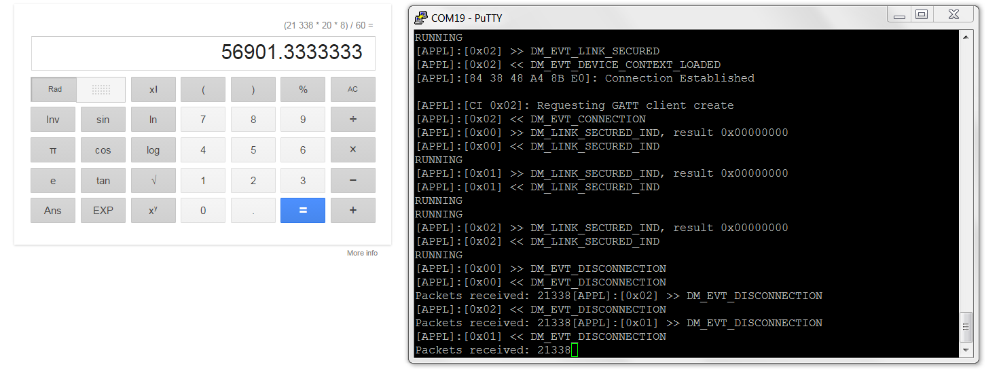 (21 338 * 20 * 8) / 60 =
56901.3333333
Rad x! ( ) % AC
Inv sin ln 7 8 9 ÷
π cos log 4 5 6 ×
e tan √ 1 2 3 −
Ans EXP xʸ 0 . = +
More info
COM19 - PuTTY
RUNNING
[APPL]:[0x02] >> DM_EVT_LINK_SECURED
[APPL]:[0x02] << DM_EVT_DEVICE_CONTEXT_LOADED
[APPL]:[84 38 48 A4 8B E0]: Connection Established
[APPL]:[CI 0x02]: Requesting GATT client create
[APPL]:[0x02] << DM_EVT_CONNECTION
[APPL]:[0x00] >> DM_LINK_SECURED_IND, result 0x00000000
[APPL]:[0x00] << DM_LINK_SECURED_IND
RUNNING
[APPL]:[0x01] >> DM_LINK_SECURED_IND, result 0x00000000
[APPL]:[0x01] << DM_LINK_SECURED_IND
RUNNING
RUNNING
[APPL]:[0x02] >> DM_LINK_SECURED_IND, result 0x00000000
[APPL]:[0x02] << DM_LINK_SECURED_IND
RUNNING
[APPL]:[0x00] >> DM_EVT_DISCONNECTION
[APPL]:[0x00] << DM_EVT_DISCONNECTION
Packets received: 21338[APPL]:[0x02] >> DM_EVT_DISCONNECTION
[APPL]:[0x02] << DM_EVT_DISCONNECTION
Packets received: 21338[APPL]:[0x01] >> DM_EVT_DISCONNECTION
[APPL]:[0x01] << DM_EVT_DISCONNECTION
Packets received: 21338